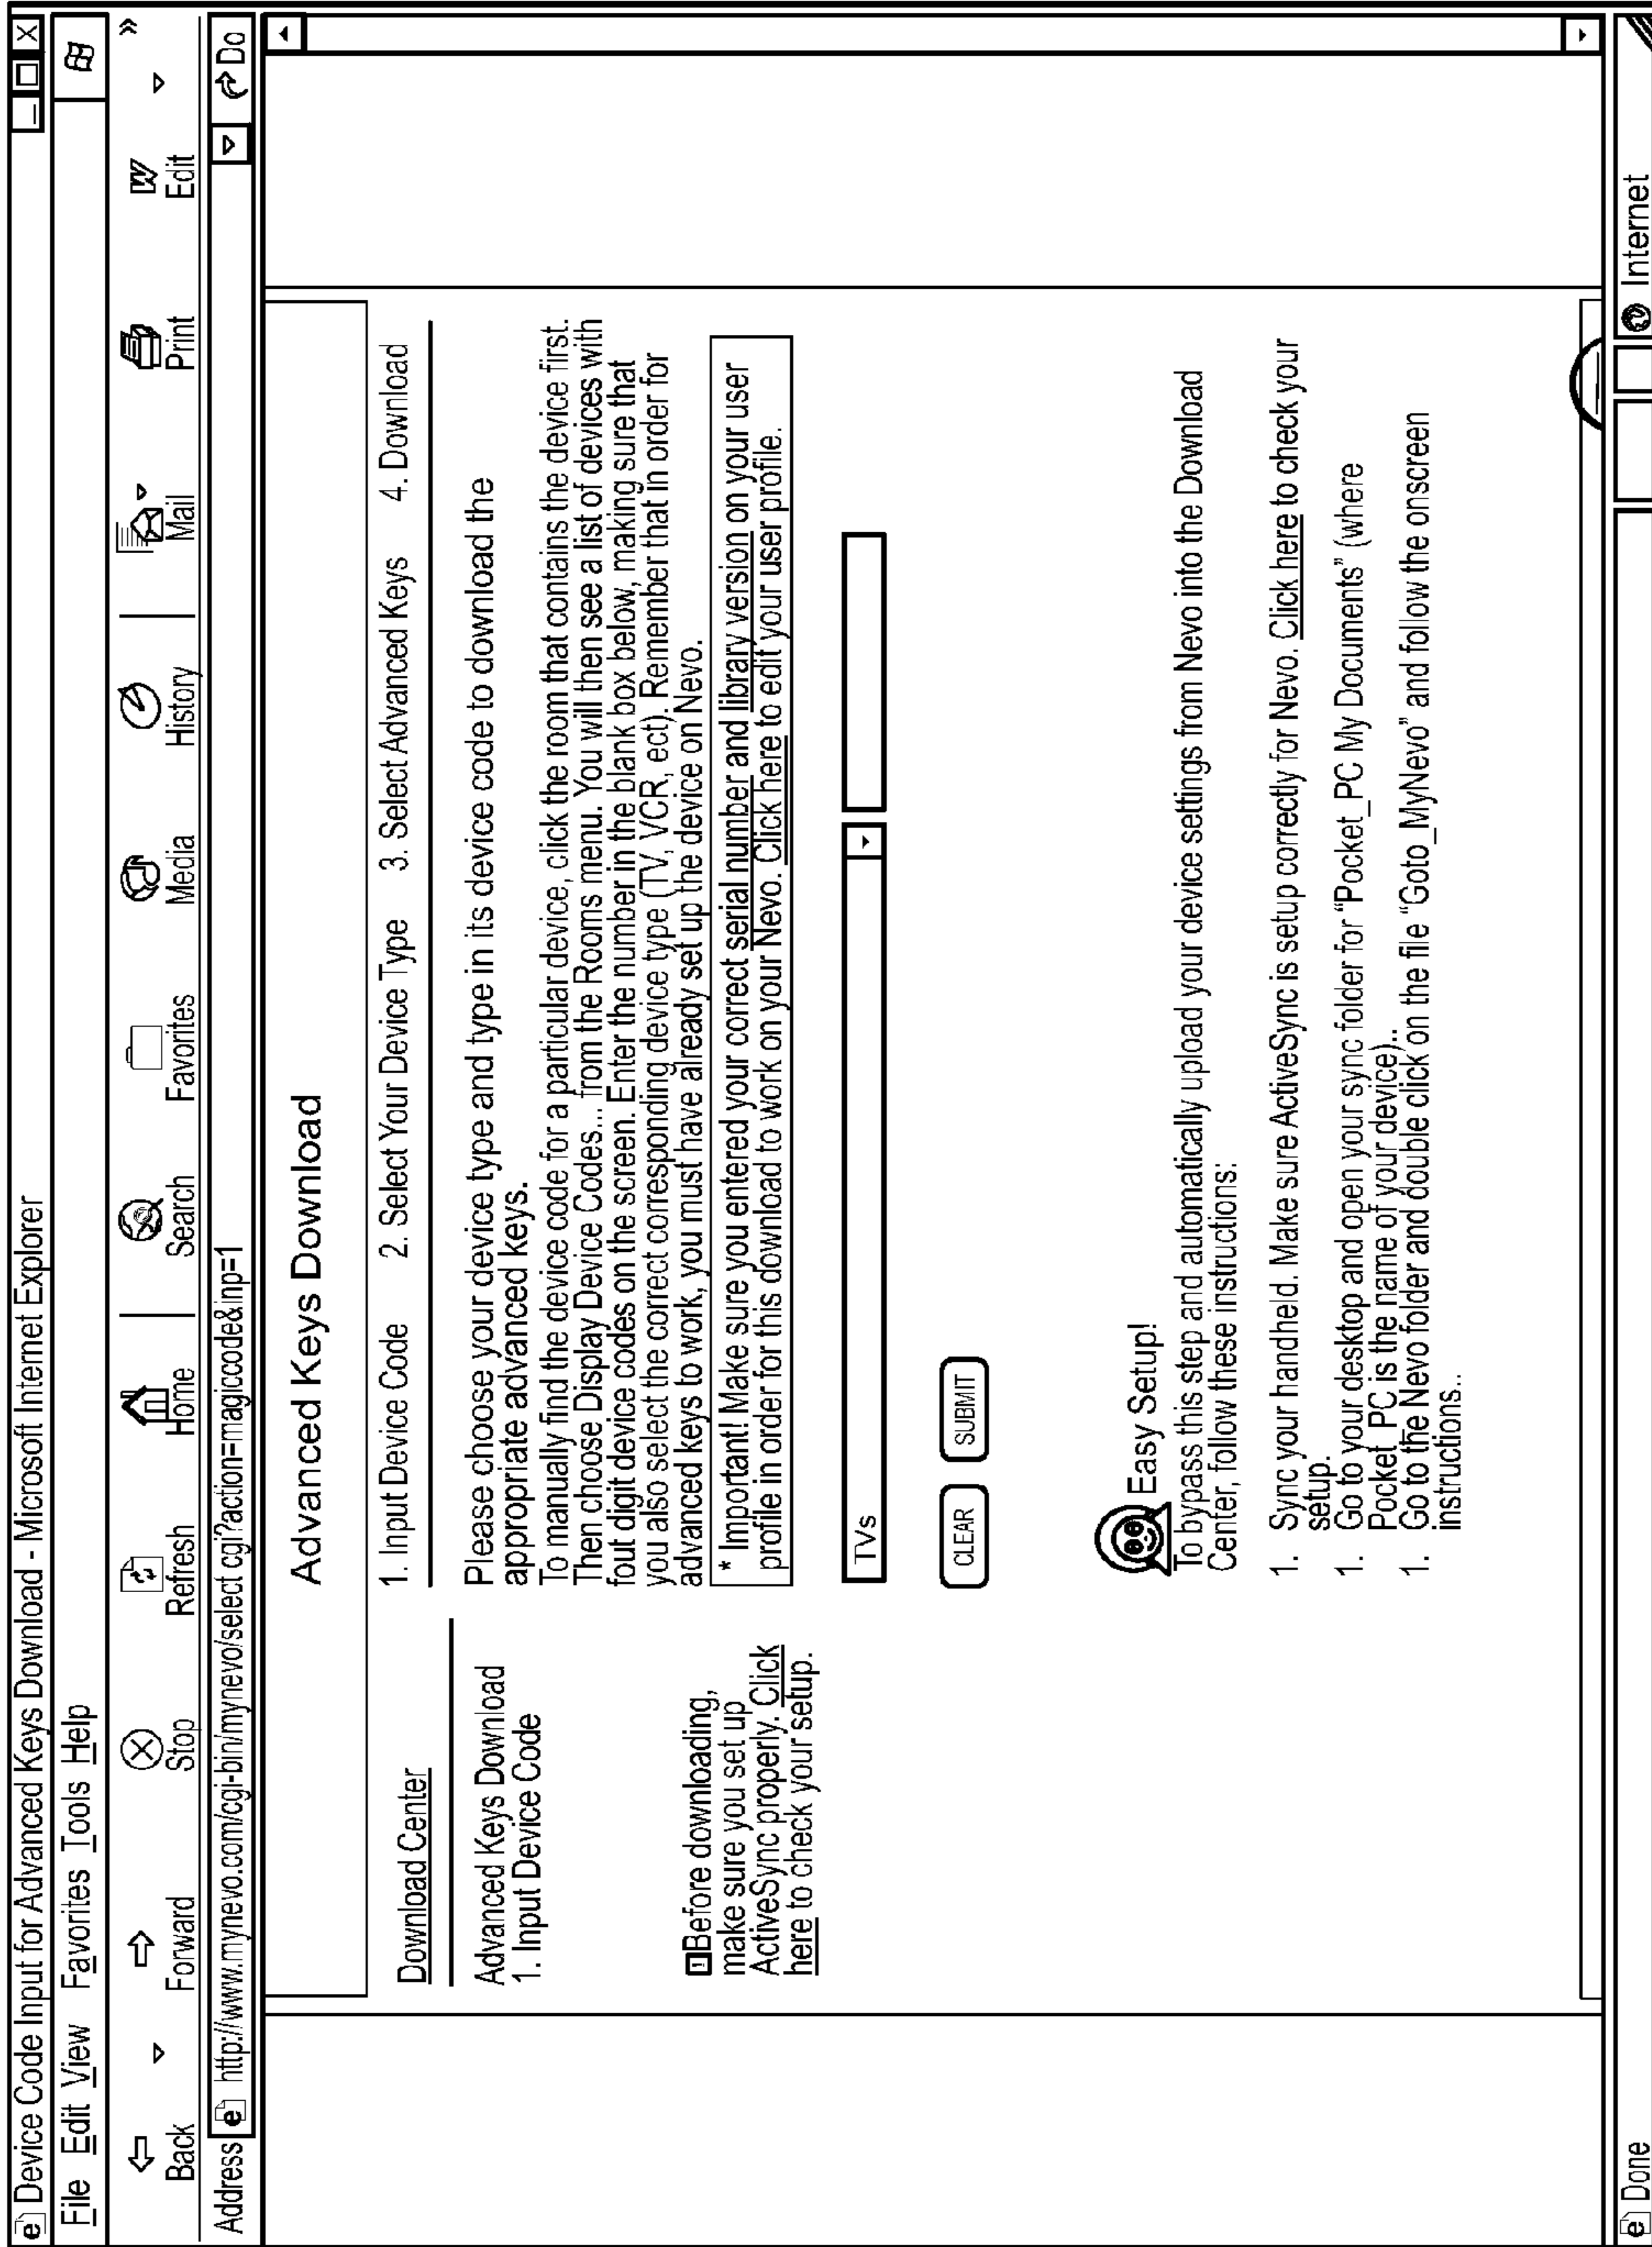 Device Code Input for Advanced Keys Download - Microsoft Internet Explorer
File Edit View Favorites Tools Help
Back Forward Stop Refresh Home Search Favorites Media History Mail Print Edit »
Address http://www.mynevo.com/cgi-bin/mynevo/select cgi?action=magiccode&inp=1 Do
Advanced Keys Download
Download Center
1. Input Device Code 2. Select Your Device Type 3. Select Advanced Keys 4. Download
Advanced Keys Download
1. Input Device Code
Before downloading,
make sure you set up
ActiveSync properly. Click
here to check your setup.
Please choose your device type and type in its device code to download the
appropriate advanced keys.
To manually find the device code for a particular device, click the room that contains the device first.
Then choose Display Device Codes... from the Rooms menu. You will then see a list of devices with
fout digit device codes on the screen. Enter the number in the blank box below, making sure that
you also select the correct corresponding device type (TV, VCR, ect). Remember that in order for
advanced keys to work, you must have already set up the device on Nevo.
* Important! Make sure you entered your correct serial number and library version on your user
profile in order for this download to work on your Nevo. Click here to edit your user profile.
TVs
CLEAR SUBMIT
Easy Setup!
To bypass this step and automatically upload your device settings from Nevo into the Download
Center, follow these instructions:
1. Sync your handheld. Make sure ActiveSync is setup correctly for Nevo. Click here to check your
setup.
1. Go to your desktop and open your sync folder for “Pocket_PC My Documents” (where
Pocket_PC is the name of your device)..
1. Go to the Nevo folder and double click on the file “Goto_MyNevo” and follow the onscreen
instructions..
Done Internet